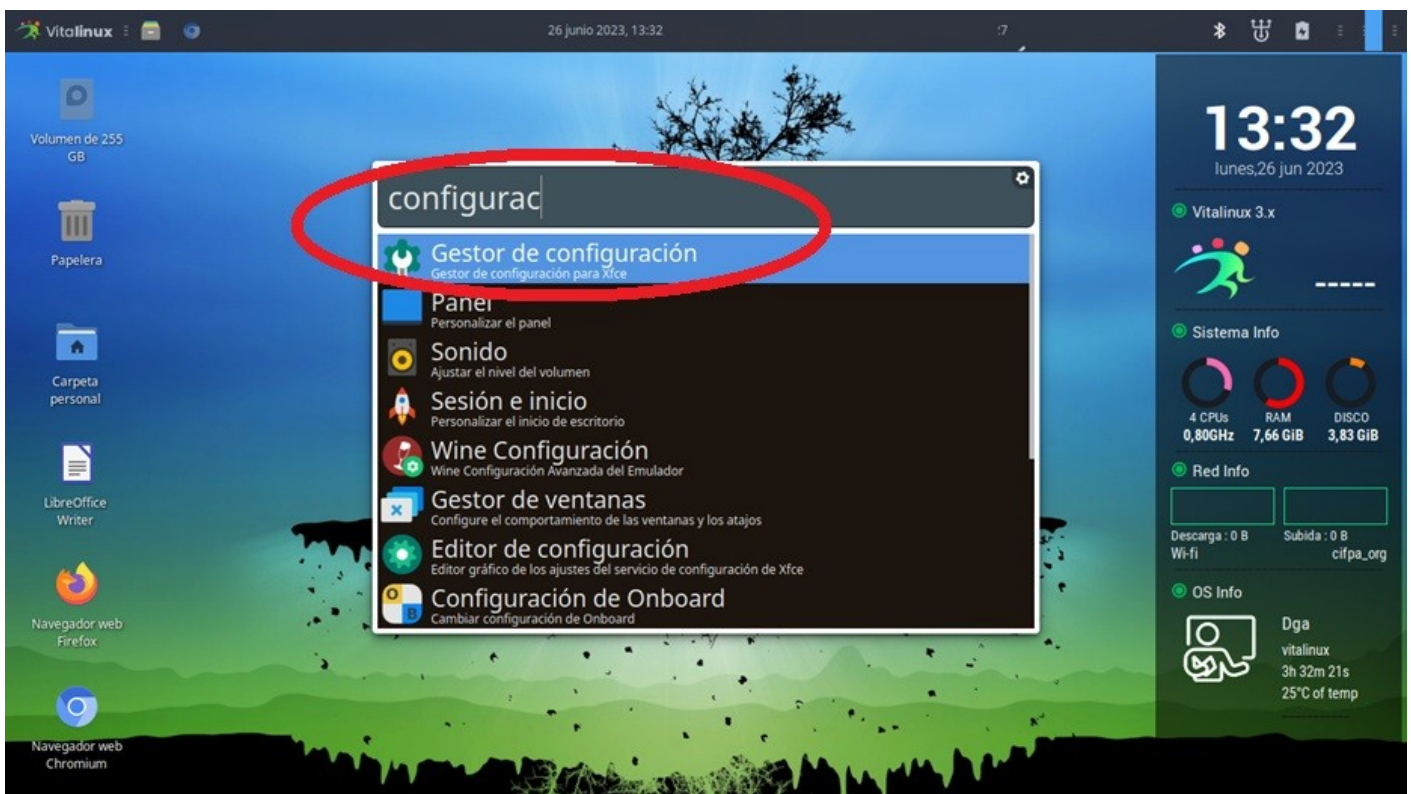 Vitalinux
26 junio 2023, 13:32
:7
Volumen de 255
GB
Papelera
Carpeta
personal
LibreOffice
Writer
Navegador web
Firefox
Navegador web
Chromium
configurac
Gestor de configuración
Gestor de configuración para Xfce
Panel
Personalizar el panel
Sonido
Ajustar el nivel del volumen
Sesión e inicio
Personalizar el inicio de escritorio
Wine Configuración
Wine Configuración Avanzada del Emulador
Gestor de ventanas
Configure el comportamiento de las ventanas y los atajos
Editor de configuración
Editor gráfico de los ajustes del servicio de configuración de Xfce
Configuración de Onboard
Cambiar configuración de Onboard
13:32
lunes,26 jun 2023
Vitalinux 3.x
-----
Sistema Info
4 CPUs RAM DISCO
0,80GHz 7,66 GiB 3,83 GiB
Red Info
Descarga : 0 B Subida : 0 B
Wi-fi cifpa_org
OS Info
Dga
vitalinux
3h 32m 21s
25°C of temp